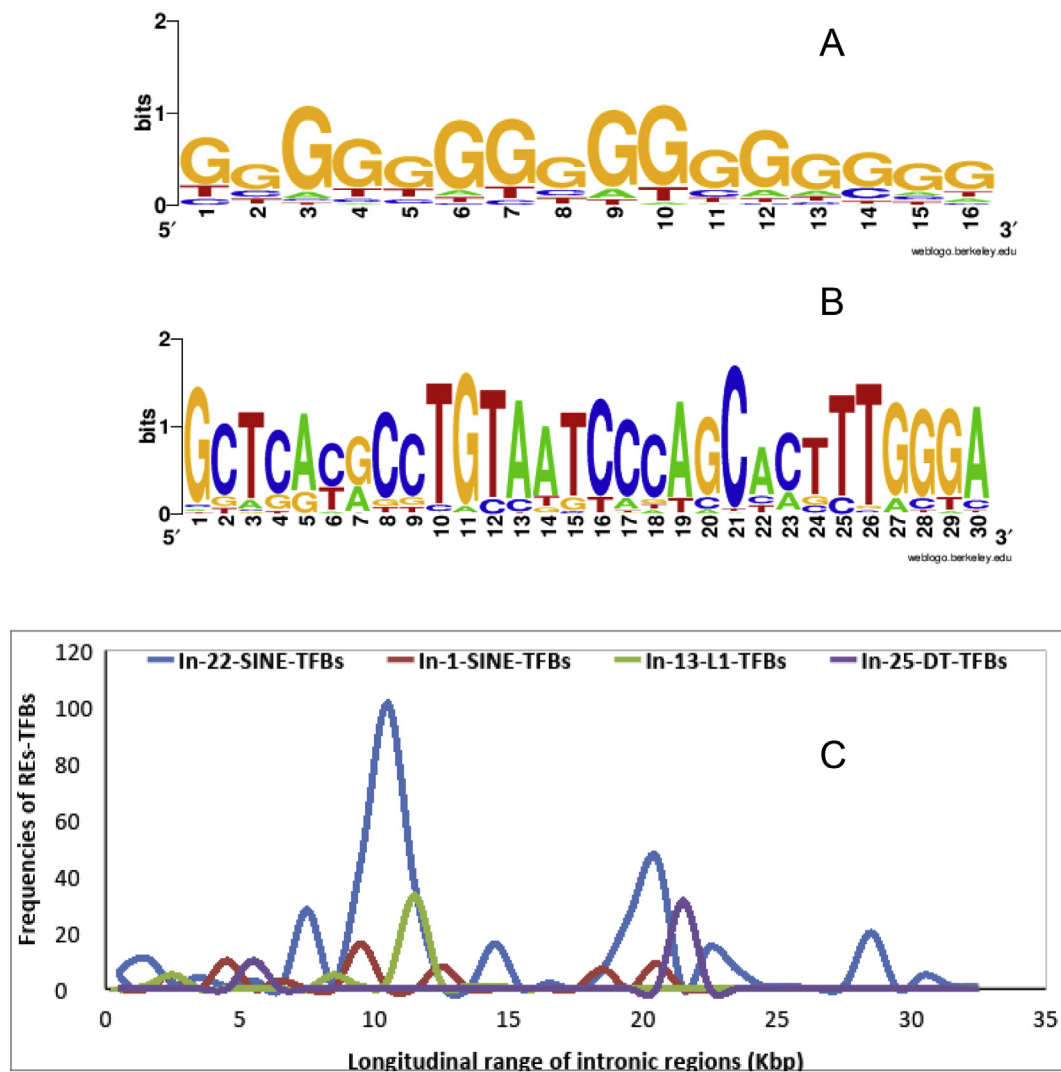 A
2
bits
1
GGGGGGGGGGGGGGGG
TCATTATCATCAACAT
CTCCCTCTTATTTTCA
0
1 2 3 4 5 6 7 8 9 10 11 12 13 14 15 16
5′ 3′
weblogo.berkeley.edu
B
2
bits
1
GCTCACGCCTGTAATCCCAGCACTTTGGGA
0
1 2 3 4 5 6 7 8 9 10 11 12 13 14 15 16 17 18 19 20 21 22 23 24 25 26 27 28 29 30
5′ 3′
weblogo.berkeley.edu
In-22-SINE-TFBs In-1-SINE-TFBs In-13-L1-TFBs In-25-DT-TFBs
C
Frequencies of REs-TFBs
120
100
80
60
40
20
0
0 5 10 15 20 25 30 35
Longitudinal range of intronic regions (Kbp)